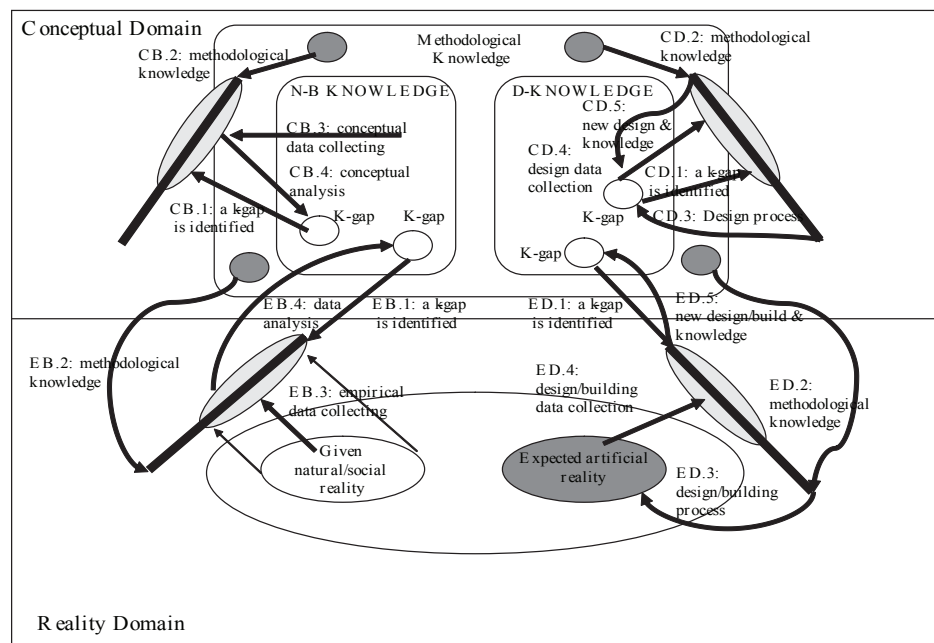 Conceptual Domain
CB.2: methodological
knowledge
Methodological
Knowledge
CD.2: methodological
knowledge
N-B KNOWLEDGE
D-KNOWLEDGE
CB.3: conceptual
data collecting
CB.4: conceptual
analysis
CB.1: a k-gap
is identified
K-gap
K-gap
CD.5:
new design &
knowledge
CD.4:
design data
collection
CD.1: a k-gap
is identified
K-gap
CD.3: Design process
K-gap
EB.4: data
analysis
EB.1: a k-gap
is identified
ED.1: a k-gap
is identified
ED.5:
new design/build &
knowledge
EB.2: methodological
knowledge
EB.3: empirical
data collecting
ED.4:
design/building
data collection
ED.2:
methodological
knowledge
Given
natural/social
reality
Expected artificial
reality
ED.3:
design/building
process
Reality Domain